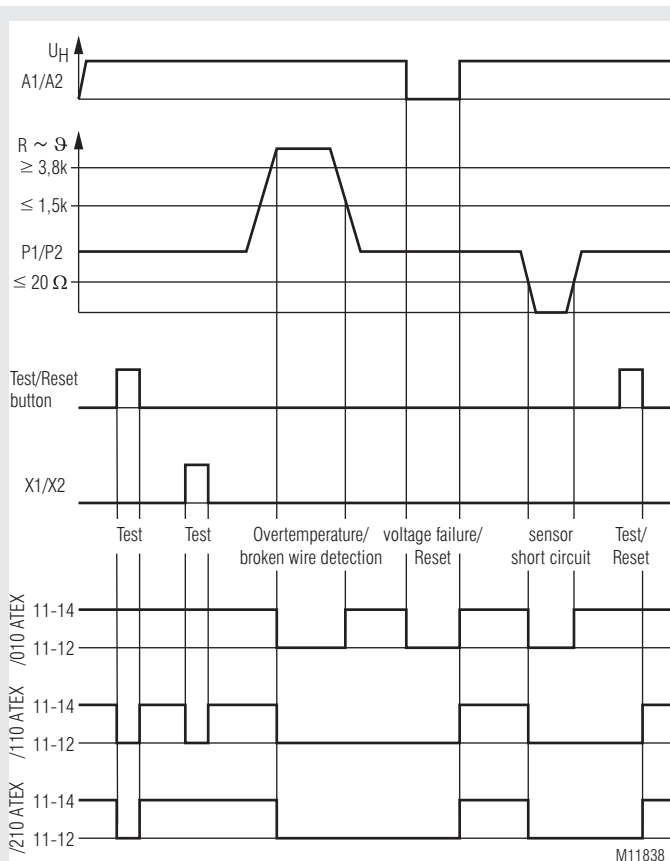 U_H
A1/A2
R ~ ϑ
≥ 3,8k
≤ 1,5k
P1/P2
≤ 20 Ω
Test/Reset
button
X1/X2
Test
Test
Overtemperature/
broken wire detection
voltage failure/
Reset
sensor
short circuit
Test/
Reset
/010 ATEX
11-14
11-12
/110 ATEX
11-14
11-12
/210 ATEX
11-14
11-12
M11838